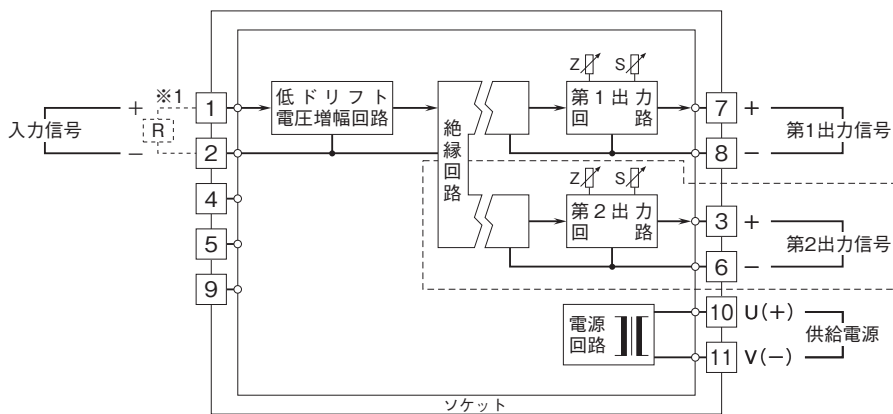 入力信号
+
−
※1
R
1
2
4
5
9
低ドリフト
電圧増幅回路
絶縁回路
Z
S
第1出力
回路
7
+
8
−
第1出力信号
Z
S
第2出力
回路
3
+
6
−
第2出力信号
電源
回路
10
U(+)
11
V(−)
供給電源
ソケット